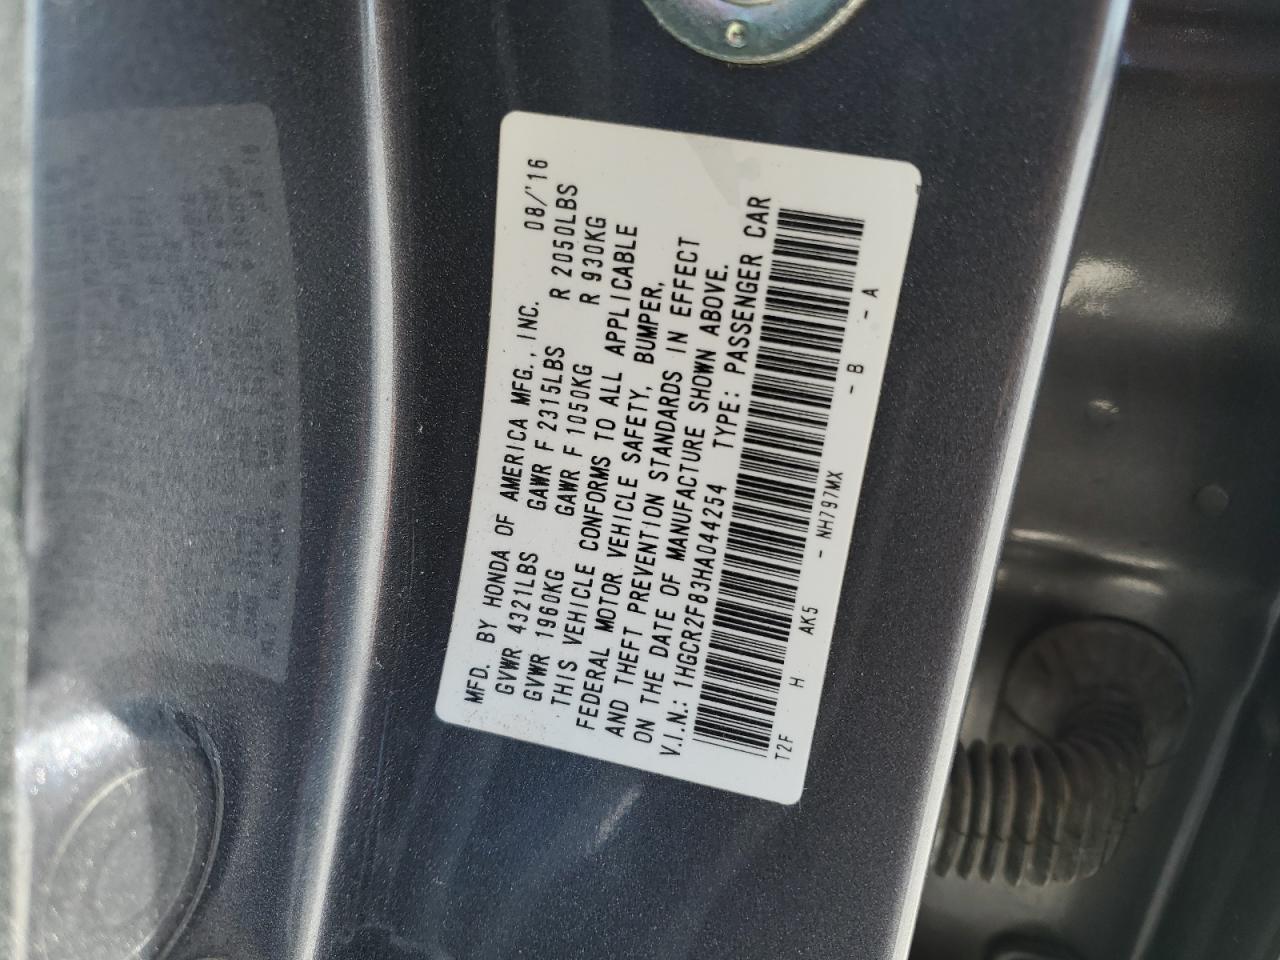 MFD. BY HONDA OF AMERICA MFG., INC. 08/'16
GVWR 4321LBS GAWR F 2315LBS R 2050LBS
GVWR 1960KG GAWR F 1050KG R 930KG
THIS VEHICLE CONFORMS TO ALL APPLICABLE
FEDERAL MOTOR VEHICLE SAFETY, BUMPER,
AND THEFT PREVENTION STANDARDS IN EFFECT
ON THE DATE OF MANUFACTURE SHOWN ABOVE.
V.I.N.: 1HGCR2F83HA044254 TYPE: PASSENGER CAR
T2F H AK5 - NH797MX - B - A